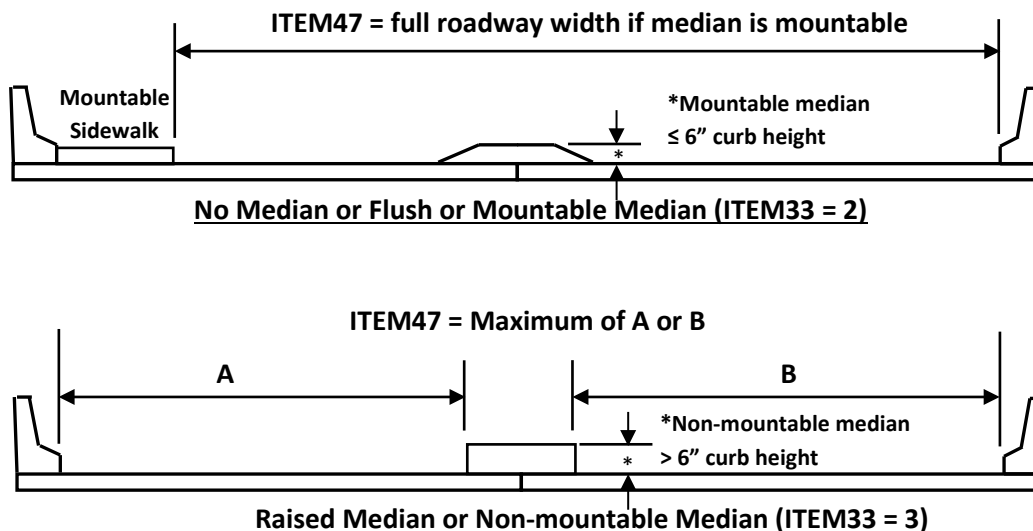 ITEM47 = full roadway width if median is mountable
Mountable
Sidewalk
*Mountable median
≤ 6” curb height
*
No Median or Flush or Mountable Median (ITEM33 = 2)
ITEM47 = Maximum of A or B
A
B
*Non-mountable median
> 6” curb height
*
Raised Median or Non-mountable Median (ITEM33 = 3)